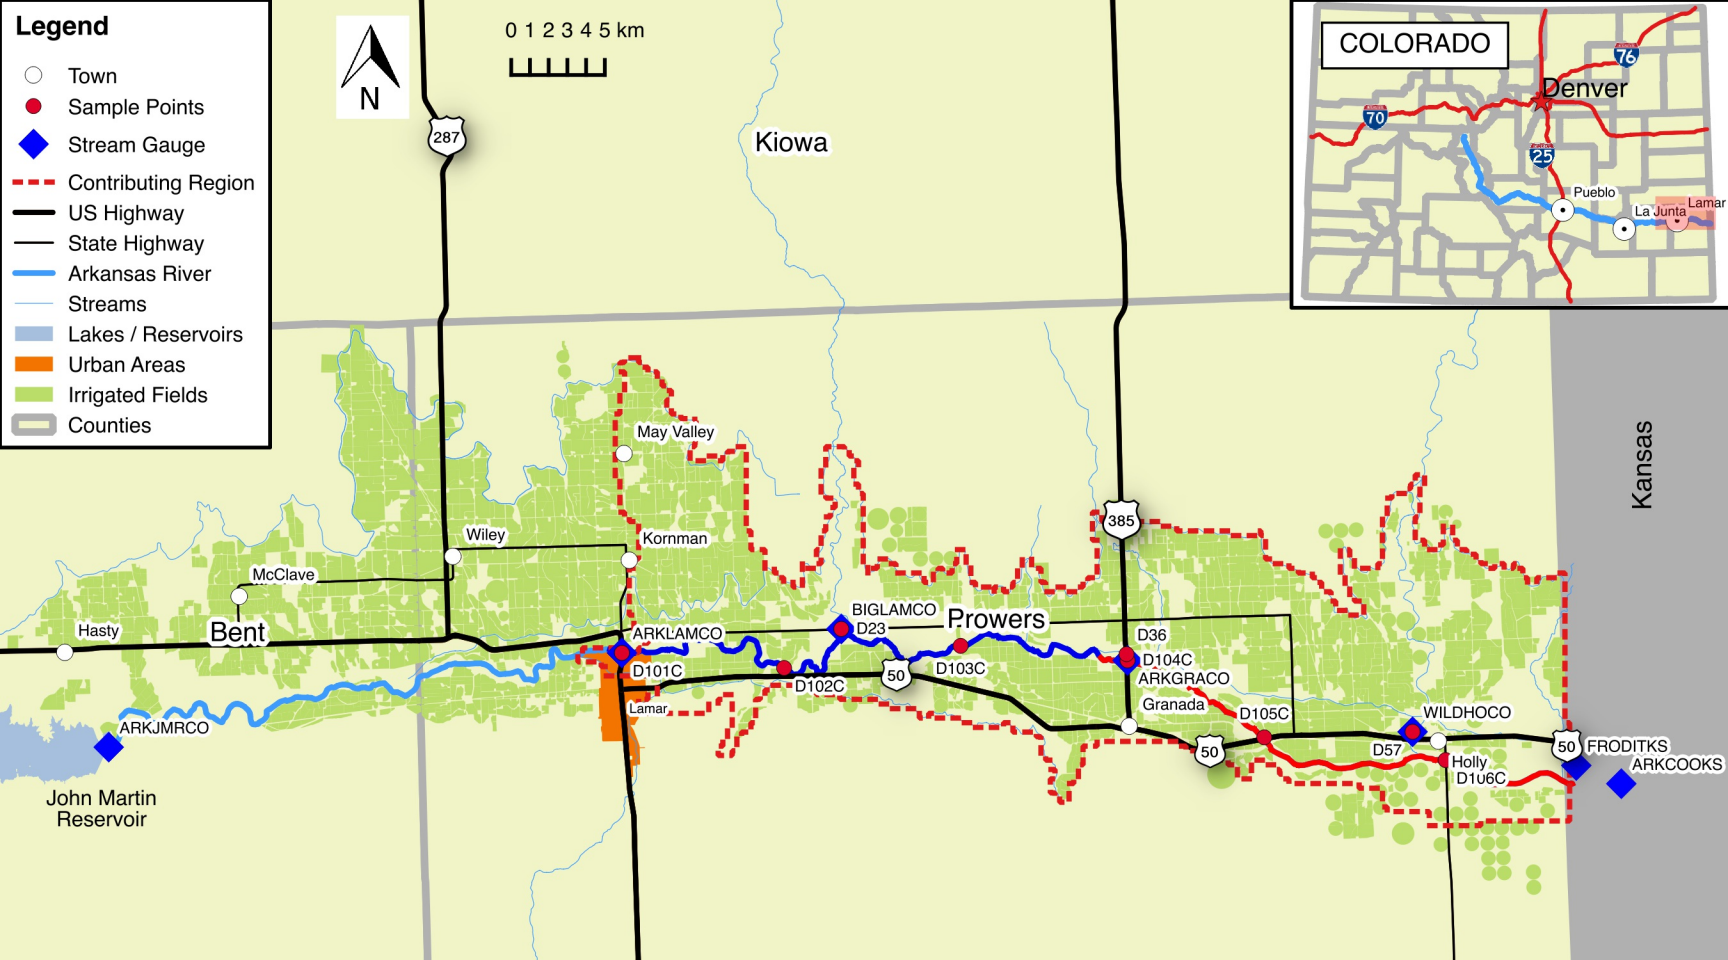 Legend
Town
Sample Points
Stream Gauge
Contributing Region
US Highway
State Highway
Arkansas River
Streams
Lakes / Reservoirs
Urban Areas
Irrigated Fields
Counties
N
0 1 2 3 4 5 km
287
Kiowa
COLORADO
76
Denver
70
25
Pueblo
La Junta
Lamar
Kansas
May Valley
385
Wiley
Kornman
McClave
Hasty
Bent
BIGLAMCO
Prowers
ARKLAMCO
D23
D36
D101C
D103C
D104C
50
D102C
ARKGRACO
Lamar
Granada
D105C
WILDHOCO
ARKJMRCO
50
D57
50
FRODITKS
Holly
ARKCOOKS
D106C
John Martin
Reservoir